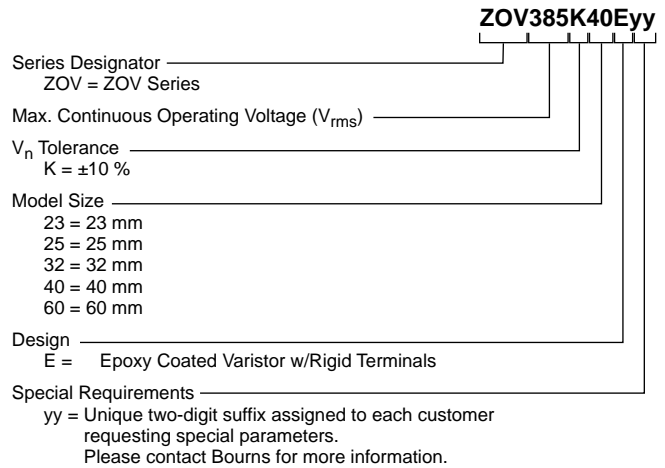 ZOV385K40Eyy
Series Designator
ZOV = ZOV Series
Max. Continuous Operating Voltage (Vrms)
Vn Tolerance
K = ±10 %
Model Size
23 = 23 mm
25 = 25 mm
32 = 32 mm
40 = 40 mm
60 = 60 mm
Design
E = Epoxy Coated Varistor w/Rigid Terminals
Special Requirements
yy = Unique two-digit suffix assigned to each customer
requesting special parameters.
Please contact Bourns for more information.